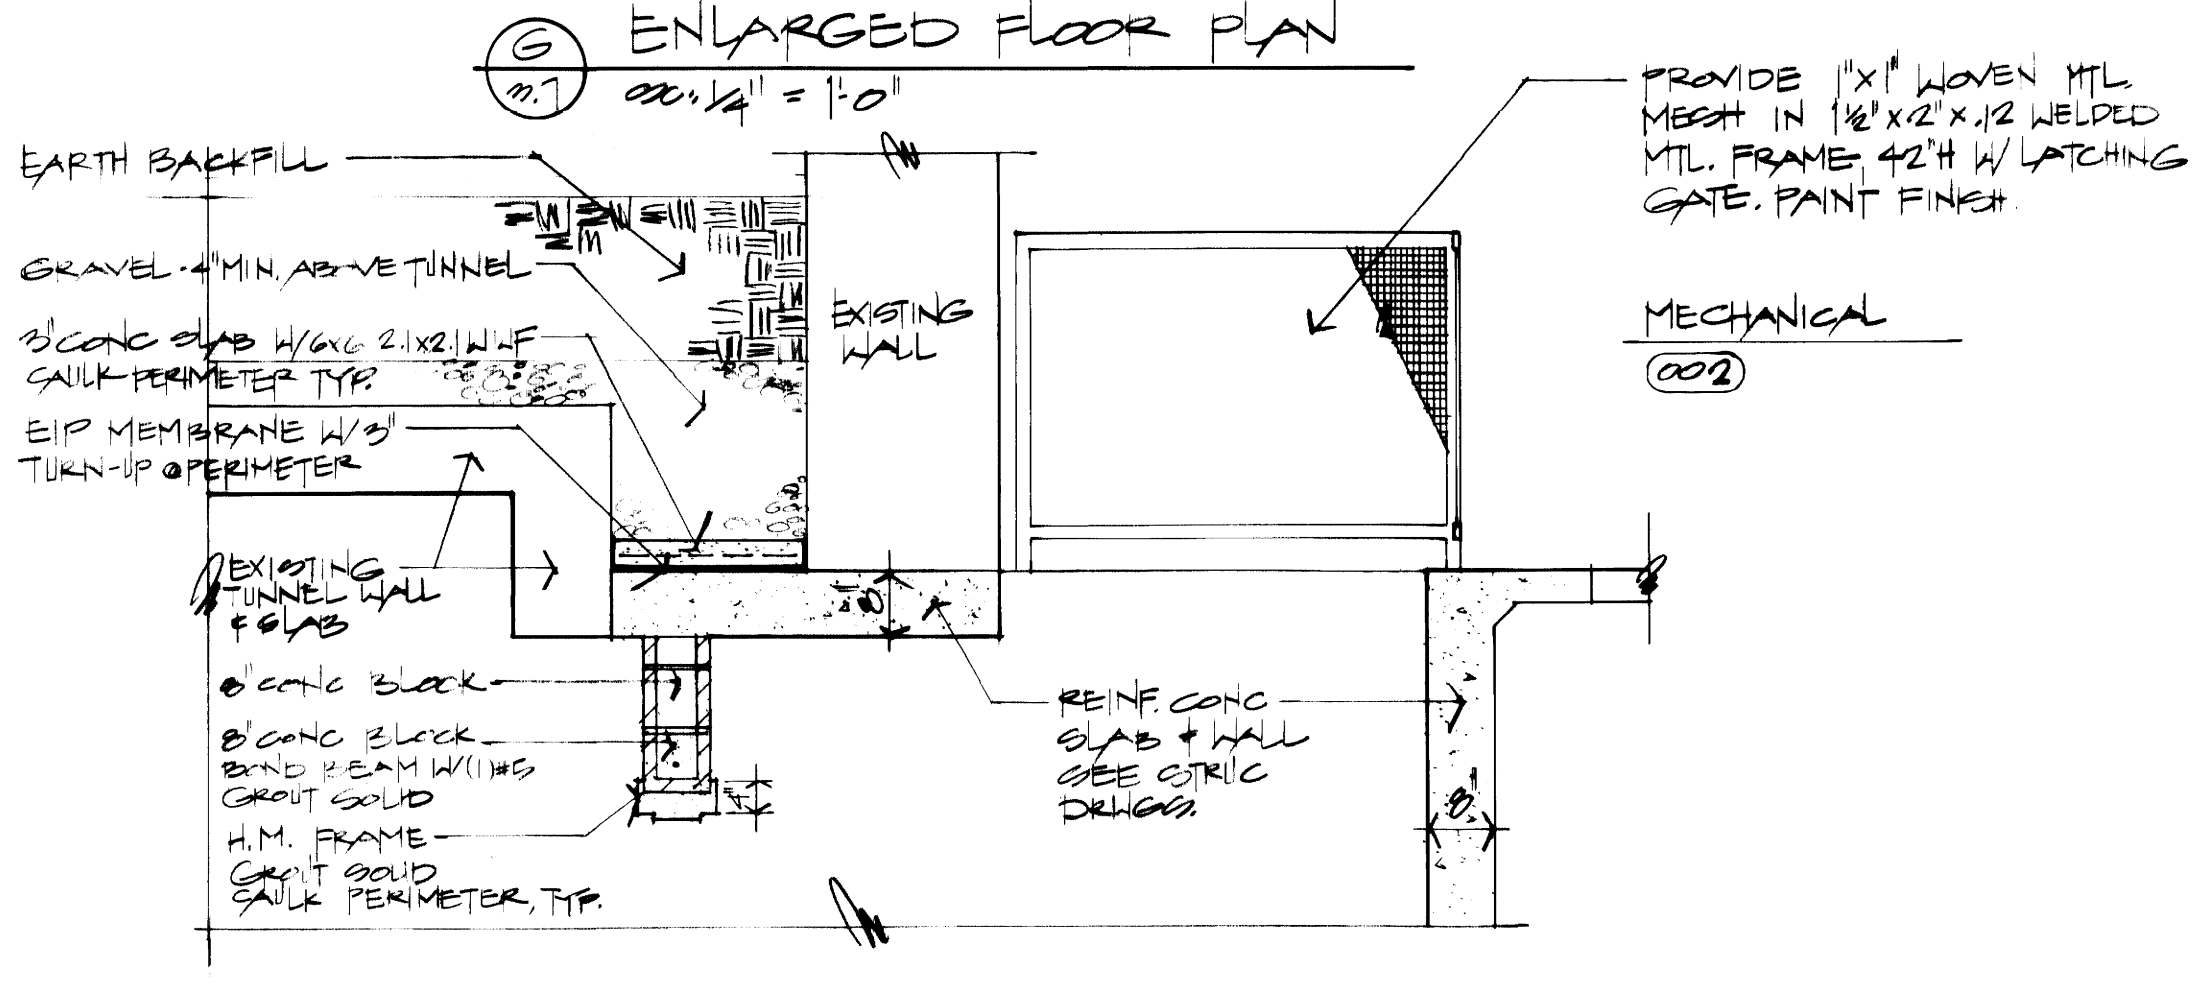 G
ENLARGED FLOOR PLAN
1/4" = 1'-0"
PROVIDE 1"X1" WOVEN MTL.
MESH IN 1½"X2"X.12 WELDED
MTL. FRAME, 42"H W/ LATCHING
GATE. PAINT FINISH.
EARTH BACKFILL
GRAVEL - 4" MIN. ABOVE TUNNEL
3" CONC SLAB W/6X6 2.1X2.1 WWF
CAULK PERIMETER TYP.
EIP MEMBRANE W/3"
TURN-UP @ PERIMETER
EXISTING
WALL
MECHANICAL
002
EXISTING
TUNNEL WALL
& SLAB
8"
8" CONC BLOCK
8" CONC BLOCK
BOND BEAM W/(1)#5
GROUT SOLID
4"
H.M. FRAME
GROUT SOLID
CAULK PERIMETER, TYP.
REINF. CONC
SLAB & WALL
SEE STRUC
DRWGS.
8"